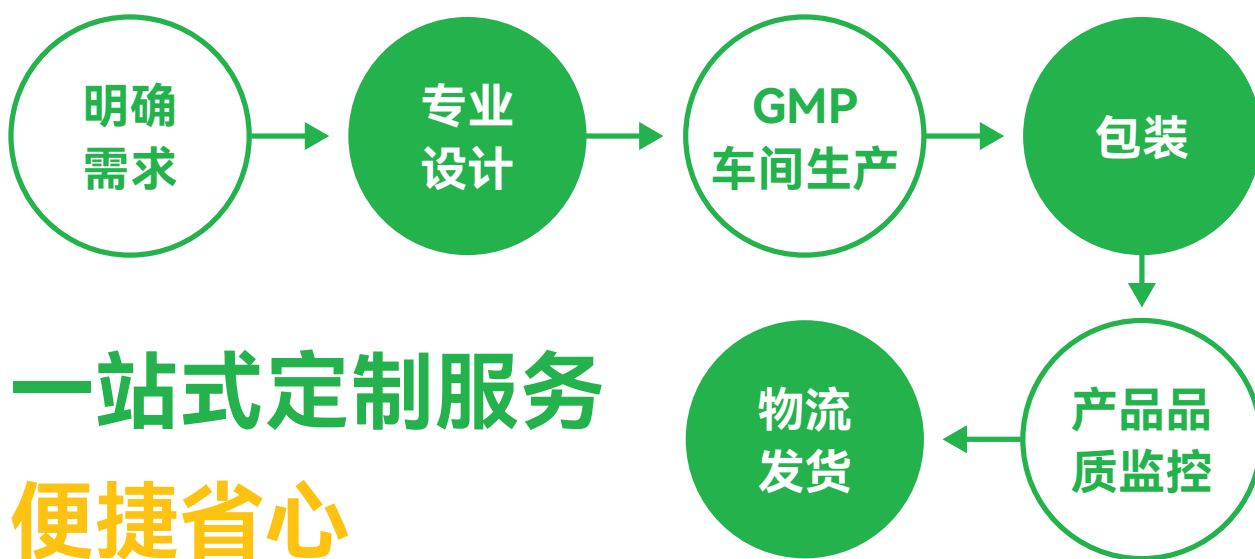 明确
需求
专业
设计
GMP
车间生产
包装
产品品
质监控
物流
发货
一站式定制服务
便捷省心